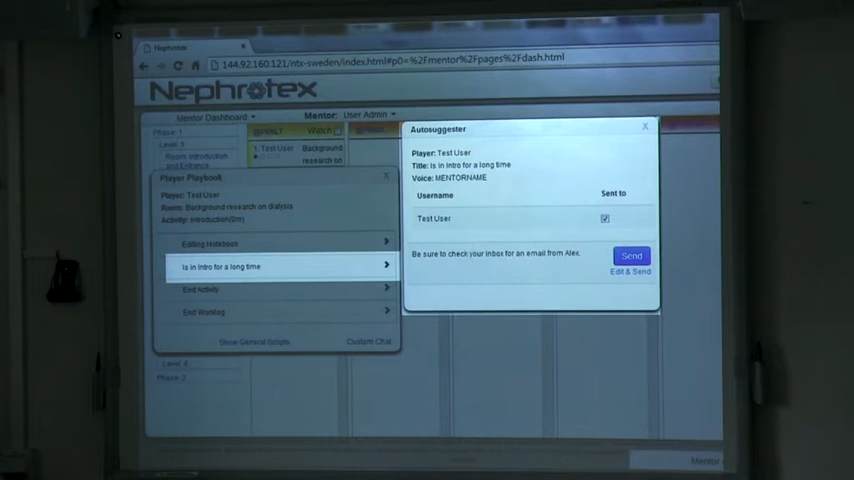 Nephrotex
144.92.160.121/ntx-sweden/index.html#p0=%2Fmentor%2Fpages%2Fdash.html
Nephrotex
Mentor Dashboard
Mentor: User Admin
Phase: 1
Level: 1
Room Introduction
and Entrance
Watch
1. Test User
Background
research on
Player Playbook
X
Player: Test User
Room: Background research on dialysis
Activity: Introduction(0m)
Editing Notebook
Is in Intro for a long time
End Activity
End Worklog
Show General Scripts
Custom Chat
Level: 4
Phase: 2
Autosuggester
X
Player: Test User
Title: Is in Intro for a long time
Voice: MENTORNAME
Username
Sent to
Test User
Be sure to check your inbox for an email from Alex.
Send
Edit & Send
Mentor